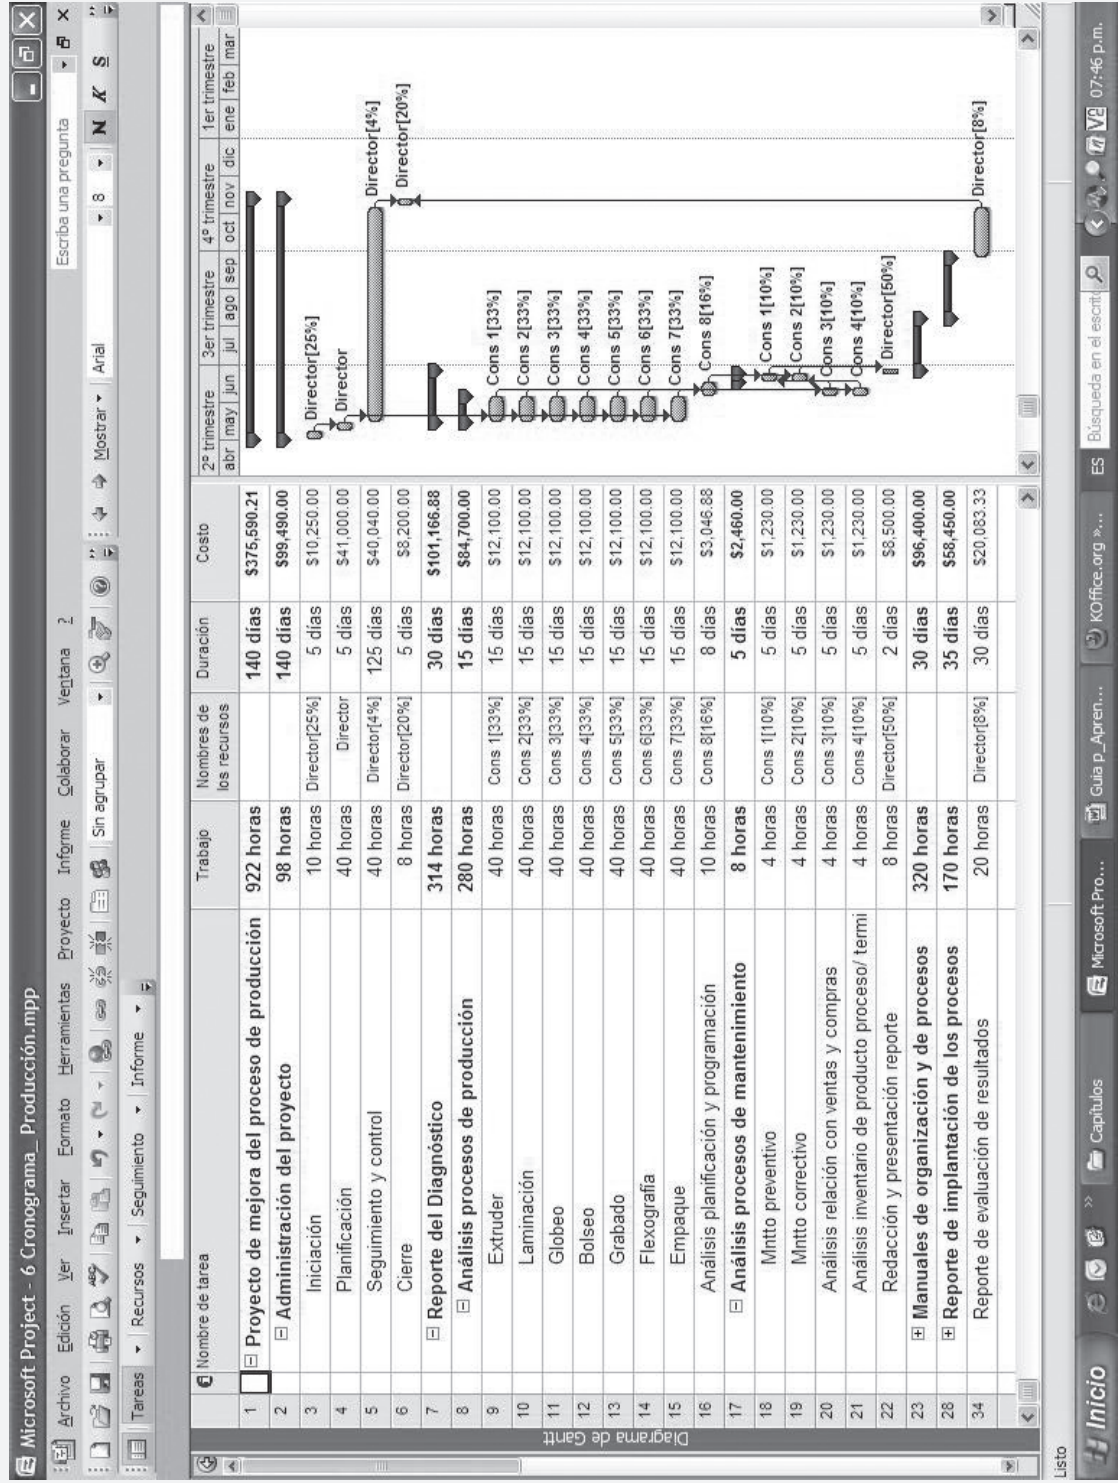 Microsoft Project - 6 Cronograma_ Producción.mpp
Archivo Edición Ver Insertar Formato Herramientas Proyecto Informe Colaborar Ventana ?
Escriba una pregunta
Sin agrupar
Mostrar Arial 8 N K S
Tareas Recursos Seguimiento Informe
Nombre de tarea Trabajo Nombres de los recursos Duración Costo
2º trimestre 3er trimestre 4º trimestre 1er trimestre
abr may jun jul ago sep oct nov dic ene feb mar
1 Proyecto de mejora del proceso de producción 922 horas 140 días $375,590.21
2 Administración del proyecto 98 horas 140 días $99,490.00
3 Iniciación 10 horas Director[25%] 5 días $10,250.00 Director[25%]
4 Planificación 40 horas Director 5 días $41,000.00 Director
5 Seguimiento y control 40 horas Director[4%] 125 días $40,040.00 Director[4%]
6 Cierre 8 horas Director[20%] 5 días $8,200.00 Director[20%]
7 Reporte del Diagnóstico 314 horas 30 días $101,166.88
8 Análisis procesos de producción 280 horas 15 días $84,700.00
9 Extruder 40 horas Cons 1[33%] 15 días $12,100.00 Cons 1[33%]
10 Laminación 40 horas Cons 2[33%] 15 días $12,100.00 Cons 2[33%]
11 Globeo 40 horas Cons 3[33%] 15 días $12,100.00 Cons 3[33%]
12 Bolseo 40 horas Cons 4[33%] 15 días $12,100.00 Cons 4[33%]
13 Grabado 40 horas Cons 5[33%] 15 días $12,100.00 Cons 5[33%]
14 Flexografía 40 horas Cons 6[33%] 15 días $12,100.00 Cons 6[33%]
15 Empaque 40 horas Cons 7[33%] 15 días $12,100.00 Cons 7[33%]
16 Análisis planificación y programación 10 horas Cons 8[16%] 8 días $3,046.88 Cons 8[16%]
17 Análisis procesos de mantenimiento 8 horas 5 días $2,460.00
18 Mntto preventivo 4 horas Cons 1[10%] 5 días $1,230.00 Cons 1[10%]
19 Mntto correctivo 4 horas Cons 2[10%] 5 días $1,230.00 Cons 2[10%]
20 Análisis relación con ventas y compras 4 horas Cons 3[10%] 5 días $1,230.00 Cons 3[10%]
21 Análisis inventario de producto proceso/ termi 4 horas Cons 4[10%] 5 días $1,230.00 Cons 4[10%]
22 Redacción y presentación reporte 8 horas Director[50%] 2 días $8,500.00 Director[50%]
23 Manuales de organización y de procesos 320 horas 30 días $96,400.00
28 Reporte de implantación de los procesos 170 horas 35 días $58,450.00
34 Reporte de evaluación de resultados 20 horas Director[8%] 30 días $20,083.33 Director[8%]
Diagrama de Gantt
Listo
Inicio Capítulos Microsoft Pro... Guia p_Apren... KOffice.org »... ES Búsqueda en el escrito 07:46 p.m.